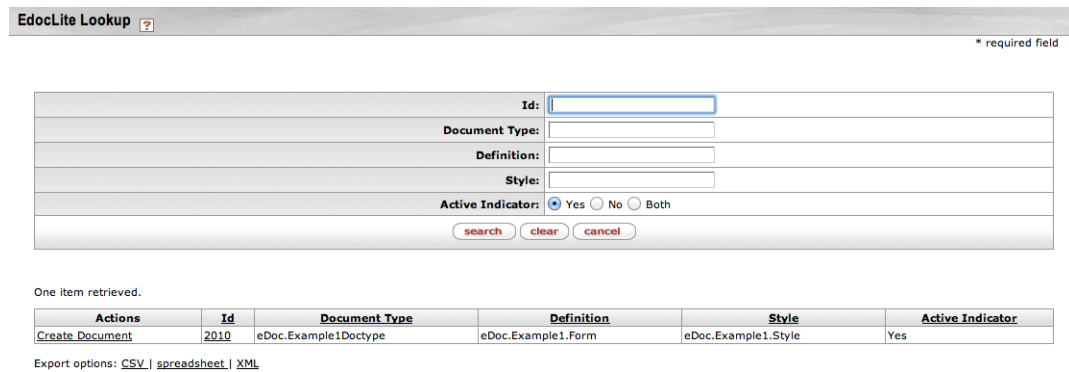 EdocLite Lookup ?
* required field
Id:
Document Type:
Definition:
Style:
Active Indicator: Yes No Both
search clear cancel
One item retrieved.
Actions Id Document Type Definition Style Active Indicator
Create Document 2010 eDoc.Example1Doctype eDoc.Example1.Form eDoc.Example1.Style Yes
Export options: CSV | spreadsheet | XML